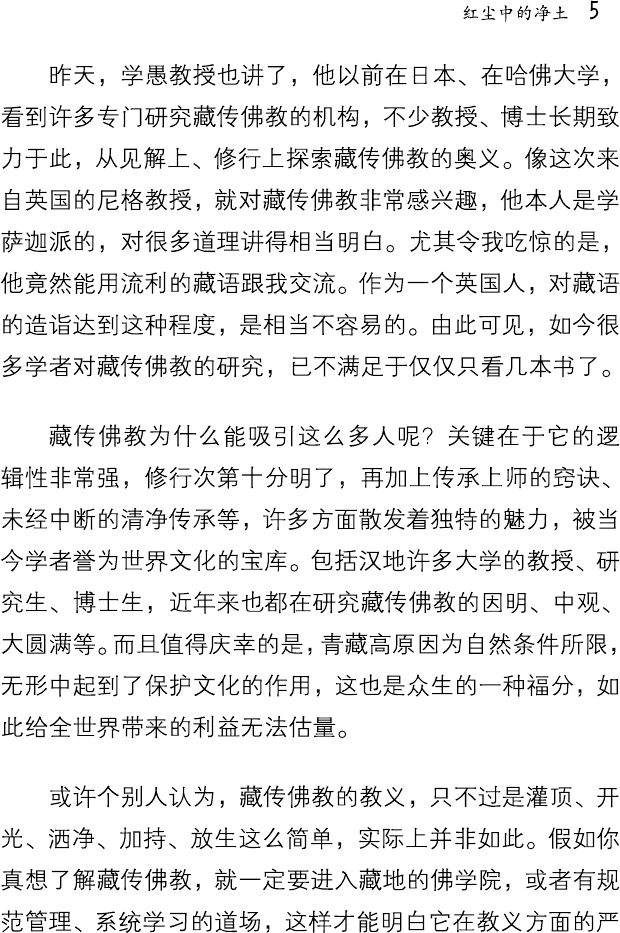 红尘中的净土 5
昨天，学愚教授也讲了，他以前在日本、在哈佛大学，
看到许多专门研究藏传佛教的机构，不少教授、博士长期致
力于此，从见解上、修行上探索藏传佛教的奥义。像这次来
自英国的尼格教授，就对藏传佛教非常感兴趣，他本人是学
萨迦派的，对很多道理讲得相当明白。尤其令我吃惊的是，
他竟然能用流利的藏语跟我交流。作为一个英国人，对藏语
的造诣达到这种程度，是相当不容易的。由此可见，如今很
多学者对藏传佛教的研究，已不满足于仅仅只看几本书了。
藏传佛教为什么能吸引这么多人呢？关键在于它的逻
辑性非常强，修行次第十分明了，再加上传承上师的窍诀、
未经中断的清净传承等，许多方面散发着独特的魅力，被当
今学者誉为世界文化的宝库。包括汉地许多大学的教授、研
究生、博士生，近年来也都在研究藏传佛教的因明、中观、
大圆满等。而且值得庆幸的是，青藏高原因为自然条件所限，
无形中起到了保护文化的作用，这也是众生的一种福分，如
此给全世界带来的利益无法估量。
或许个别人认为，藏传佛教的教义，只不过是灌顶、开
光、洒净、加持、放生这么简单，实际上并非如此。假如你
真想了解藏传佛教，就一定要进入藏地的佛学院，或者有规
范管理、系统学习的道场，这样才能明白它在教义方面的严